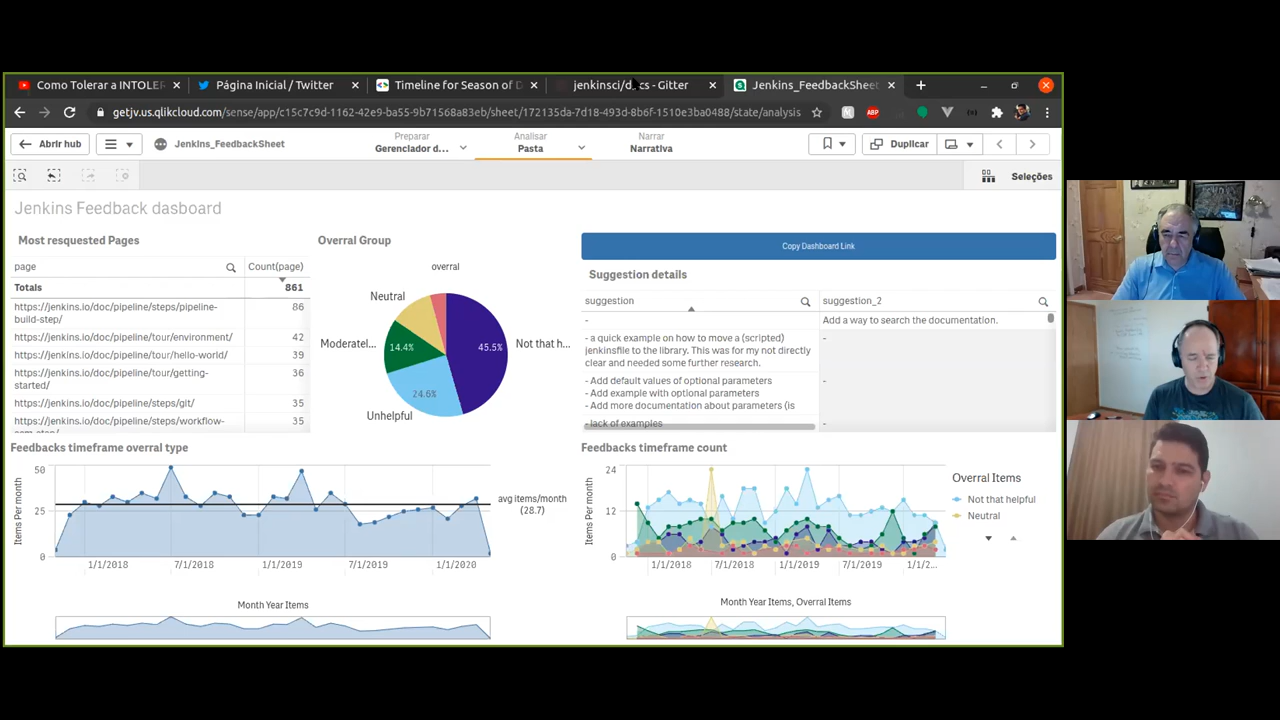 Como Tolerar a INTOLER
Página Inicial / Twitter
Timeline for Season of D
jenkinsci/docs - Gitter
Jenkins_FeedbackSheet
getjv.us.qlikcloud.com/sense/app/c15c7c9d-1162-42e9-ba55-9b71568ab873e/sheet/172135da-7d18-493d-8b6f-1510e3ba0488/state/analysis
Abrir hub
Jenkins_FeedbackSheet
Preparar
Gerenciador d...
Analisar
Pasta
Narrar
Narrativa
Duplicar
Seleções
Jenkins Feedback dasboard
Most resquested Pages
page
Count(page)
Totals
861
https://jenkins.io/doc/pipeline/steps/pipeline-
build-step/
86
https://jenkins.io/doc/pipeline/tour/environment/
42
https://jenkins.io/doc/pipeline/tour/hello-world/
39
https://jenkins.io/doc/pipeline/tour/getting-
started/
36
https://jenkins.io/doc/pipeline/steps/git/
35
https://jenkins.io/doc/pipeline/steps/workflow-
35
Overral Group
overral
Neutral
Moderatel...
14.4%
45.5%
Not that h...
24.6%
Unhelpful
Copy Dashboard Link
Suggestion details
suggestion
suggestion_2
-
Add a way to search the documentation.
- a quick example on how to move a (scripted)
jenkinsfile to the library. This was for my not directly
clear and needed some further research.
-
- Add default values of optional parameters
- Add example with optional parameters
- Add more documentation about parameters (is
-
- lack of examples
-
Feedbacks timeframe overral type
Items Per month
50
25
0
avg items/month
(28.7)
1/1/2018
7/1/2018
1/1/2019
7/1/2019
1/1/2020
Month Year Items
Feedbacks timeframe count
Items Per month
24
12
0
1/1/2018
7/1/2018
1/1/2019
7/1/2019
1/1/2...
Overral Items
Not that helpful
Neutral
Month Year Items, Overral Items